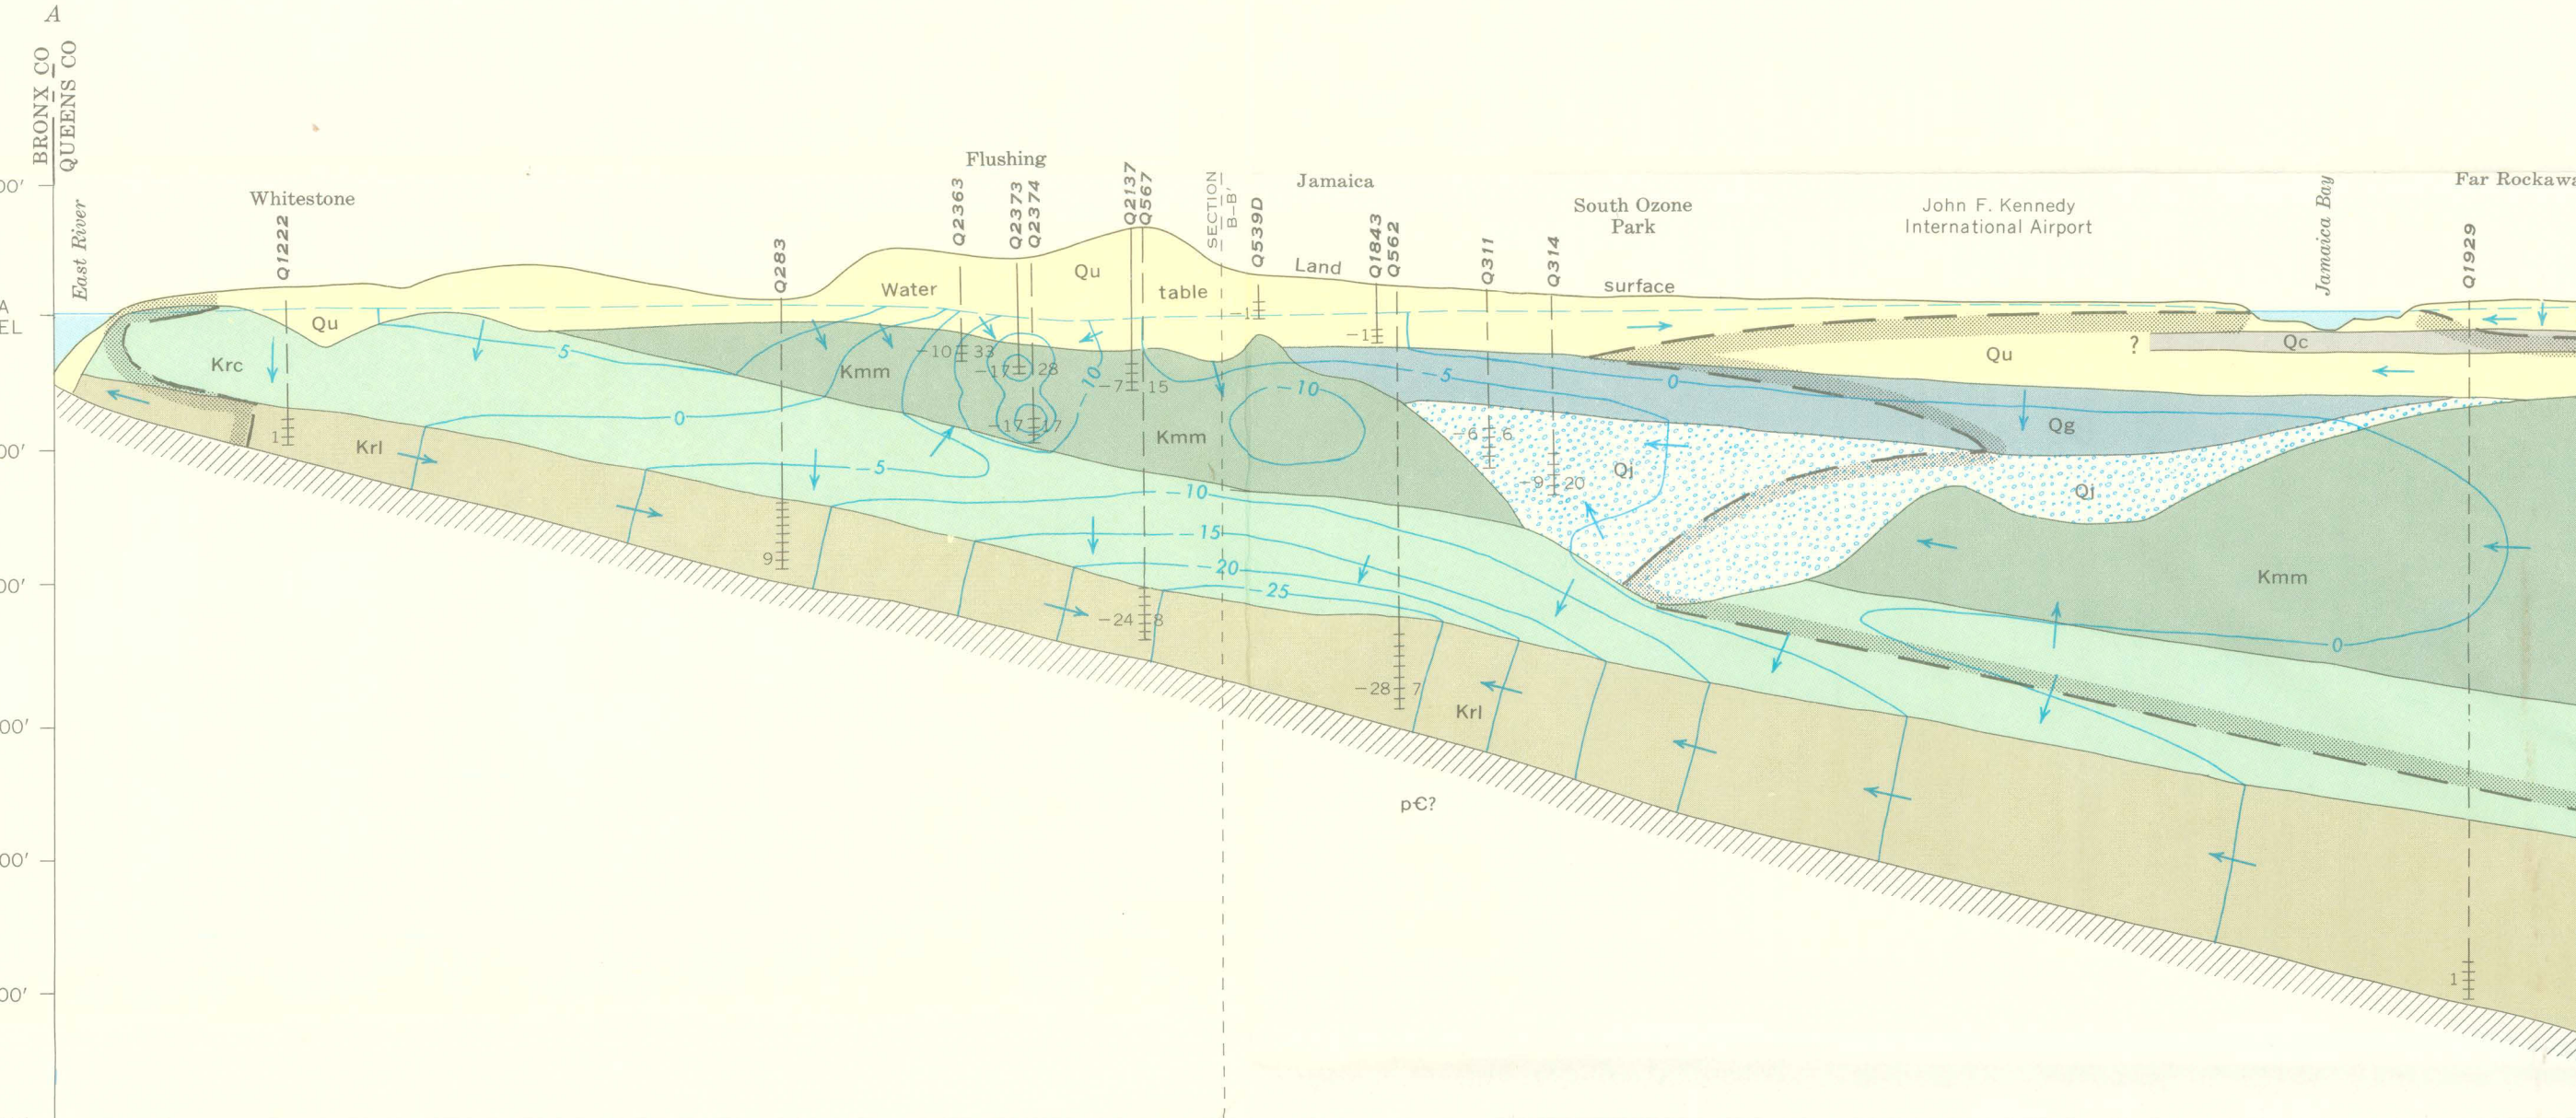 A
BRONX CO
QUEENS CO
East River
Whitestone
Q1222
Q283
Flushing
Q2363
Q2373
Q2374
Q2137
Q567
SECTION
B–B′
Q539D
Jamaica
Q1843
Q562
Q311
South Ozone
Park
Q314
John F. Kennedy
International Airport
Jamaica Bay
Far Rockawa
Q1929
00′
A
EL
00′
00′
00′
00′
00′
Water
Qu
table
Land
surface
Qu
Krc
5
Kmm
−10
33
−17
28
−10
−7
15
−1
−1
−10
−5
0
Qu
?
Qc
Qg
1
Krl
0
−5
−17
17
Kmm
−6
6
−9
20
Qj
Qj
−10
−15
−20
−25
9
−24
8
−28
7
Krl
Kmm
0
p€?
1